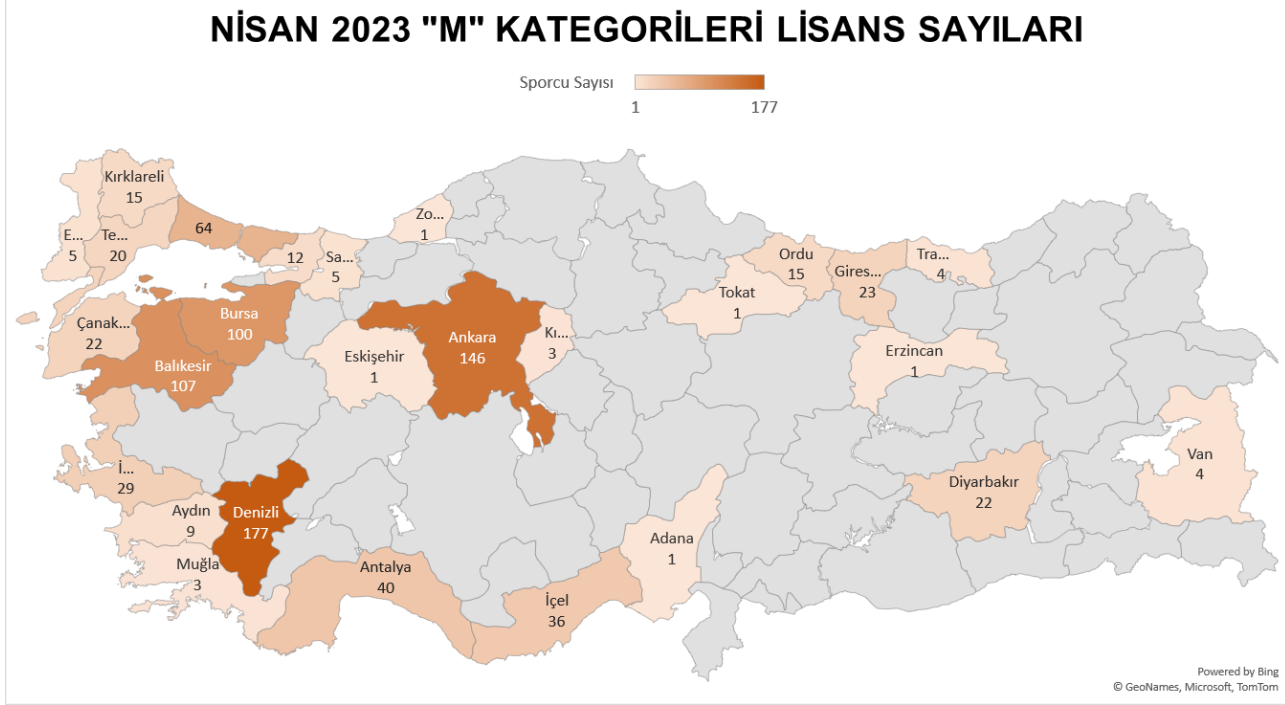 NİSAN 2023 "M" KATEGORİLERİ LİSANS SAYILARI
Sporcu Sayısı
1 177
Kırklareli
15
64
E...
5
Te...
20
12
Sa...
5
Zo...
1
Ordu
15
Gires...
23
Tra...
4
Tokat
1
Çanak...
22
Bursa
100
Balıkesir
107
Eskişehir
1
Ankara
146
Kı...
3
Erzincan
1
İ...
29
Aydın
9
Denizli
177
Muğla
3
Antalya
40
İçel
36
Adana
1
Diyarbakır
22
Van
4
Powered by Bing
© GeoNames, Microsoft, TomTom